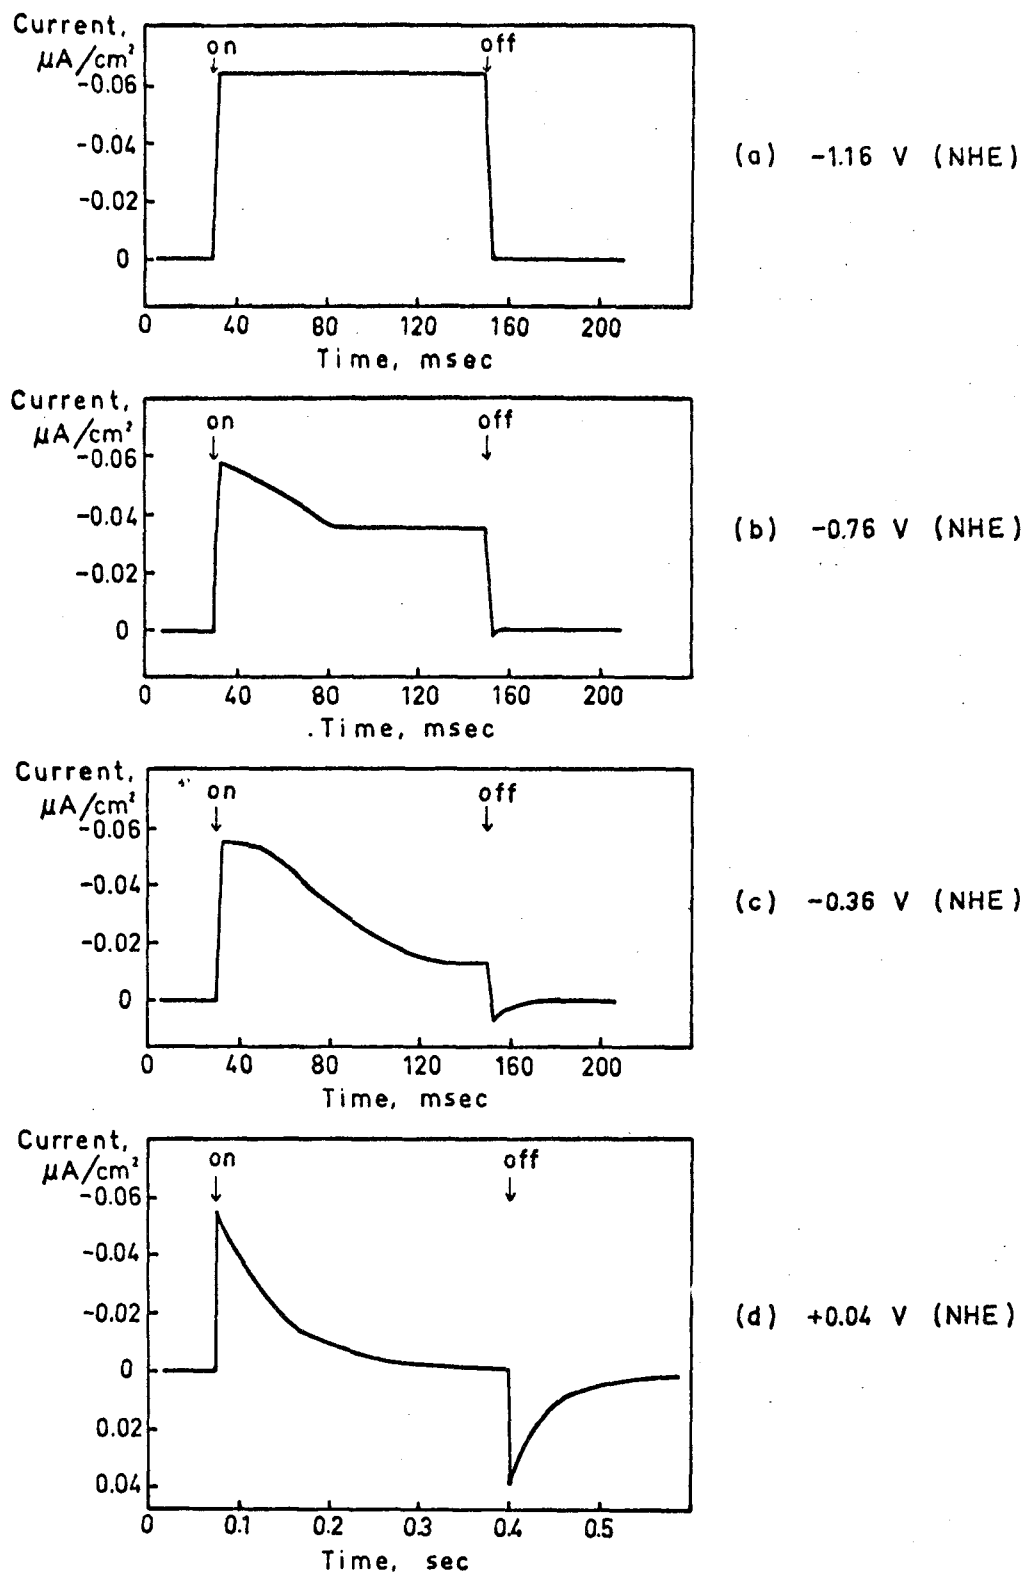 Current,
μA/cm²
on
off
-0.06
-0.04
-0.02
0
0 40 80 120 160 200
Time, msec
(a) -1.16 V (NHE)
Current,
μA/cm²
on
off
-0.06
-0.04
-0.02
0
0 40 80 120 160 200
Time, msec
(b) -0.76 V (NHE)
Current,
μA/cm²
on
off
-0.06
-0.04
-0.02
0
0 40 80 120 160 200
Time, msec
(c) -0.36 V (NHE)
Current,
μA/cm²
on
off
-0.06
-0.04
-0.02
0
0.02
0.04
0 0.1 0.2 0.3 0.4 0.5
Time, sec
(d) +0.04 V (NHE)